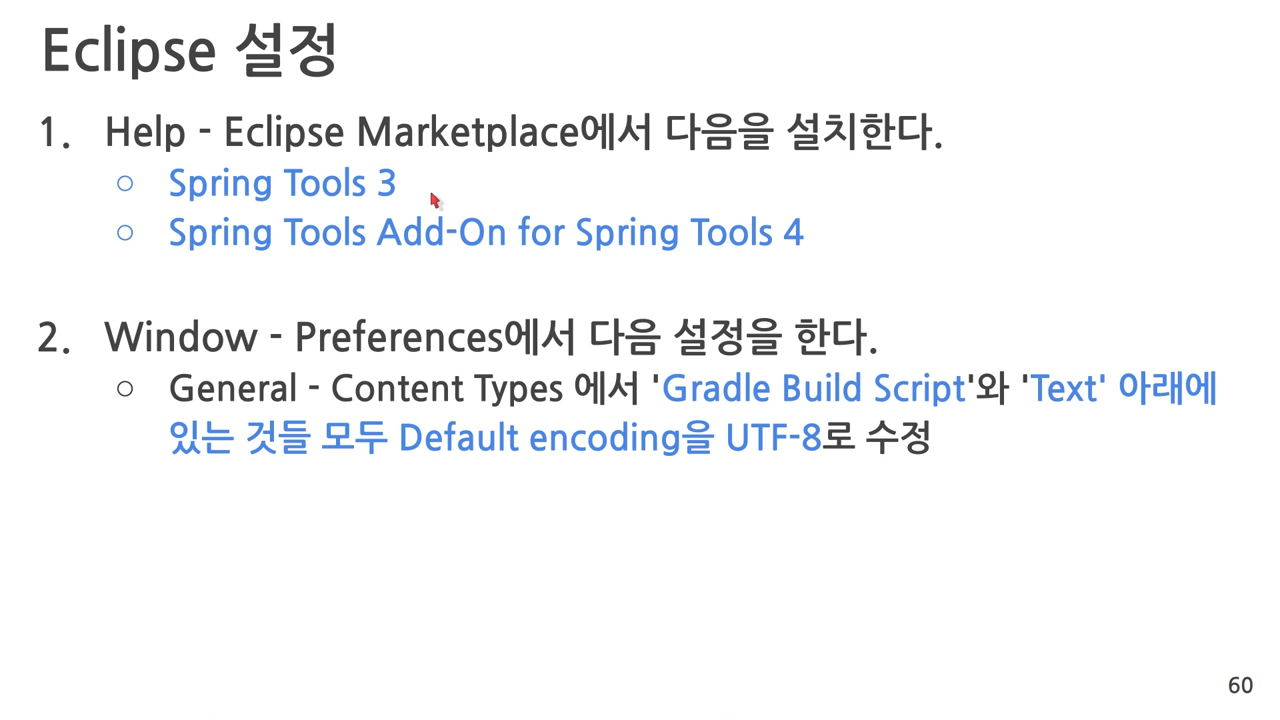 Eclipse 설정
1. Help - Eclipse Marketplace에서 다음을 설치한다.
○ Spring Tools 3
○ Spring Tools Add-On for Spring Tools 4
2. Window - Preferences에서 다음 설정을 한다.
○ General - Content Types 에서 'Gradle Build Script'와 'Text' 아래에
있는 것들 모두 Default encoding을 UTF-8로 수정
60